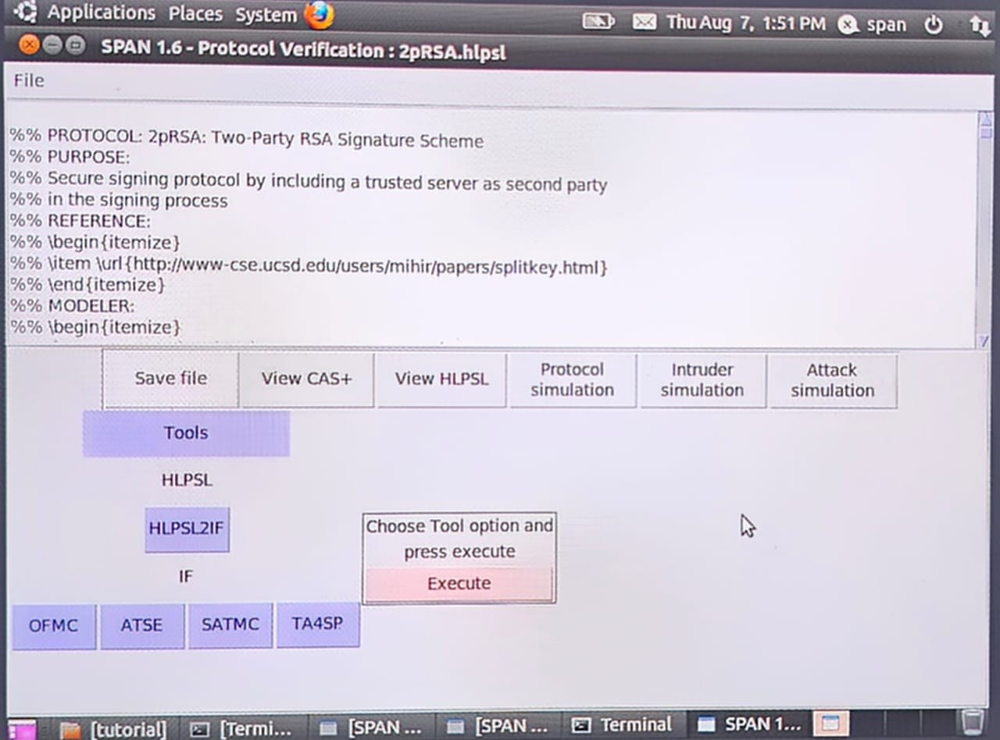 Applications Places System Thu Aug 7, 1:51 PM span
SPAN 1.6 - Protocol Verification : 2pRSA.hlpsl
File
%% PROTOCOL: 2pRSA: Two-Party RSA Signature Scheme
%% PURPOSE:
%% Secure signing protocol by including a trusted server as second party
%% in the signing process
%% REFERENCE:
%% \begin{itemize}
%% \item \url{http://www-cse.ucsd.edu/users/mihir/papers/splitkey.html}
%% \end{itemize}
%% MODELER:
%% \begin{itemize}
Save file View CAS+ View HLPSL Protocol simulation Intruder simulation Attack simulation
Tools
HLPSL
HLPSL2IF
Choose Tool option and
press execute
IF
Execute
OFMC ATSE SATMC TA4SP
[tutorial] [Termi... [SPAN ... [SPAN ... Terminal SPAN 1...